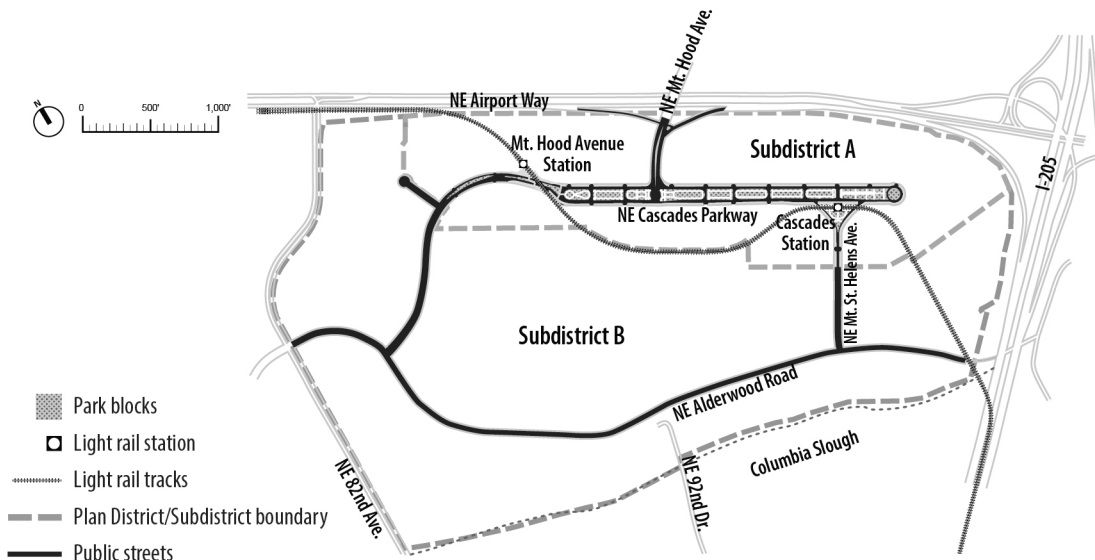 N
0 500' 1,000'
NE Airport Way
NE Mt. Hood Ave.
Mt. Hood Avenue
Station
Subdistrict A
I-205
NE Cascades Parkway
Cascades
Station
NE Mt. St. Helens Ave.
Subdistrict B
NE Alderwood Road
Columbia Slough
NE 82nd Ave.
NE 92nd Dr.
Park blocks
Light rail station
Light rail tracks
Plan District/Subdistrict boundary
Public streets